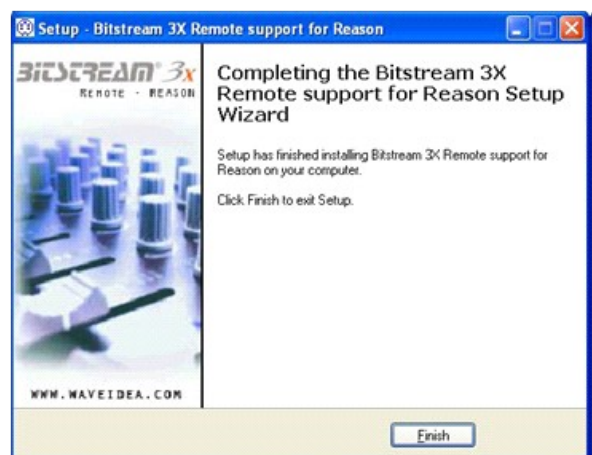 Setup - Bitstream 3X Remote support for Reason
BITSTREAM 3X
REMOTE - REASON
Completing the Bitstream 3X
Remote support for Reason Setup
Wizard
Setup has finished installing Bitstream 3X Remote support for
Reason on your computer.
Click Finish to exit Setup.
WWW.WAVEIDEA.COM
Finish